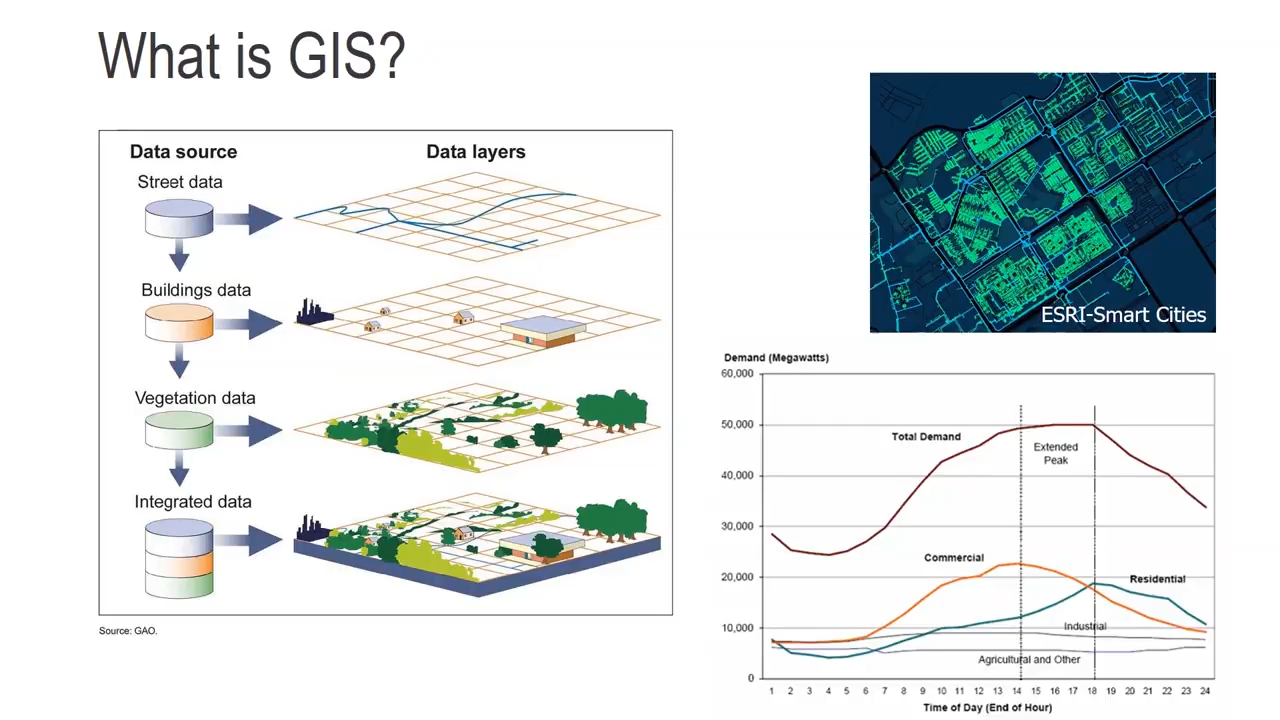 What is GIS?
Data source
Data layers
Street data
Buildings data
Vegetation data
Integrated data
Source: GAO.
ESRI-Smart Cities
Demand (Megawatts)
60,000
50,000
40,000
30,000
20,000
10,000
0
Total Demand
Extended
Peak
Commercial
Residential
Industrial
Agricultural and Other
1 2 3 4 5 6 7 8 9 10 11 12 13 14 15 16 17 18 19 20 21 22 23 24
Time of Day (End of Hour)